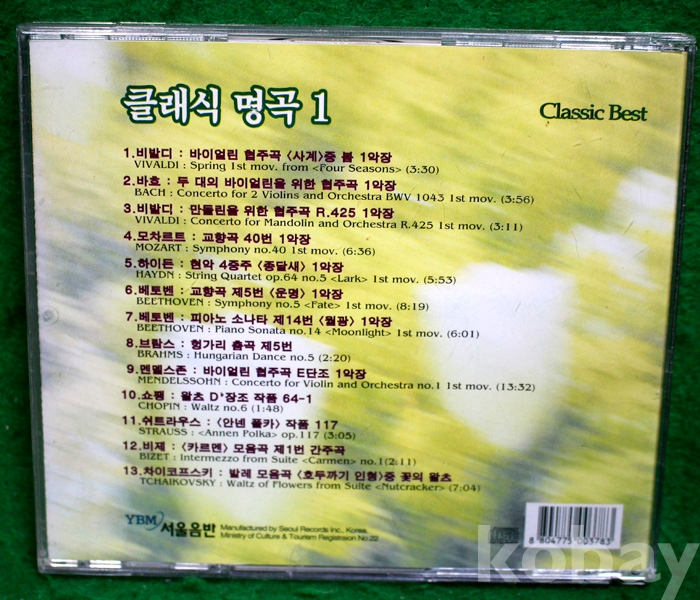 클래식 명곡 1
Classic Best
1.비발디 : 바이얼린 협주곡 〈사계〉중 봄 1악장
VIVALDI : Spring 1st mov. from <Four Seasons> (3:30)
2.바흐 : 두 대의 바이얼린을 위한 협주곡 1악장
BACH : Concerto for 2 Violins and Orchestra BWV 1043 1st mov. (3:56)
3.비발디 : 만돌린을 위한 협주곡 R.425 1악장
VIVALDI : Concerto for Mandolin and Orchestra R.425 1st mov. (3:11)
4.모차르트 : 교향곡 40번 1악장
MOZART : Symphony no.40 1st mov. (6:36)
5.하이든 : 현악 4중주 〈종달새〉 1악장
HAYDN : String Quartet op.64 no.5 <Lark> 1st mov. (5:53)
6.베토벤 : 교향곡 제5번 〈운명〉 1악장
BEETHOVEN : Symphony no.5 <Fate> 1st mov. (8:19)
7.베토벤 : 피아노 소나타 제14번 〈월광〉 1악장
BEETHOVEN : Piano Sonata no.14 <Moonlight> 1st mov. (6:01)
8.브람스 : 헝가리 춤곡 제5번
BRAHMS : Hungarian Dance no.5 (2:20)
9.멘델스존 : 바이얼린 협주곡 E단조 1악장
MENDELSSOHN : Concerto for Violin and Orchestra no.1 1st mov. (13:32)
10.쇼팽 : 왈츠 D♭장조 작품 64-1
CHOPIN : Waltz no.6 (1:48)
11.쉬트라우스 : 〈안넨 폴카〉 작품 117
STRAUSS : <Annen Polka> op.117 (3:05)
12.비제 : 〈카르멘〉 모음곡 제1번 간주곡
BIZET : Intermezzo from Suite <Carmen> no.1(2:11)
13.차이코프스키 : 발레 모음곡 〈호두까기 인형〉중 꽃의 왈츠
TCHAIKOVSKY : Waltz of Flowers from Suite <Nutcracker> (7:04)
YBM 서울음반
Manufactured by Seoul Records Inc., Korea.
Ministry of Culture & Tourism Registrasion No.22
8 804775 003783
kobay